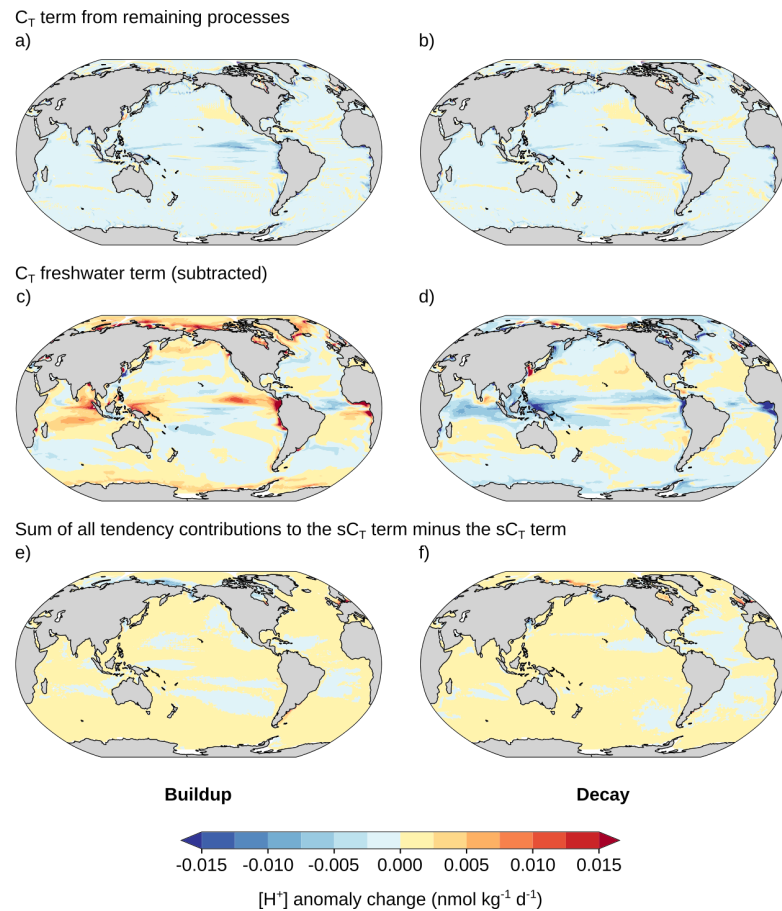 C_T term from remaining processes
a) b)
C_T freshwater term (subtracted)
c) d)
Sum of all tendency contributions to the sC_T term minus the sC_T term
e) f)
Buildup Decay
-0.015 -0.010 -0.005 0.000 0.005 0.010 0.015
[H⁺] anomaly change (nmol kg⁻¹ d⁻¹)